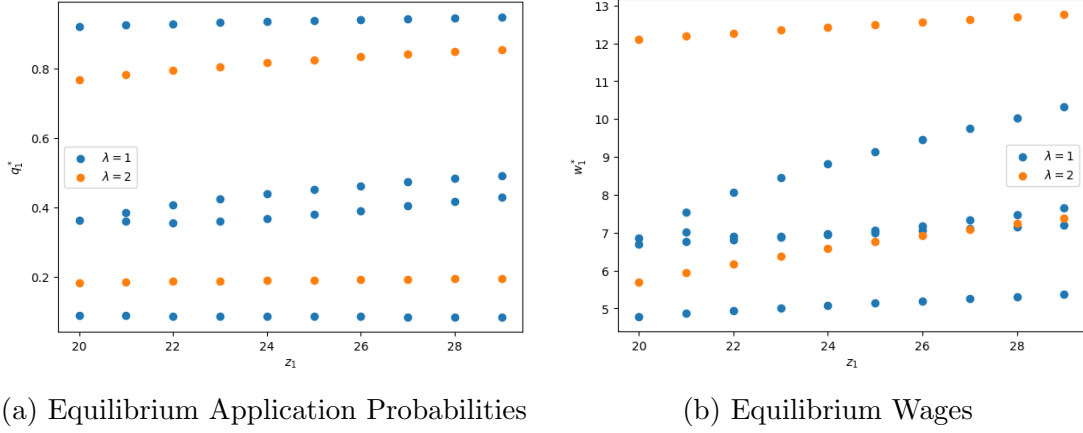 0.8
0.6
0.4
0.2
q₁*
λ = 1
λ = 2
20 22 24 26 28
z₁
13
12
11
10
9
8
7
6
5
w₁*
λ = 1
λ = 2
20 22 24 26 28
z₁
(a) Equilibrium Application Probabilities
(b) Equilibrium Wages